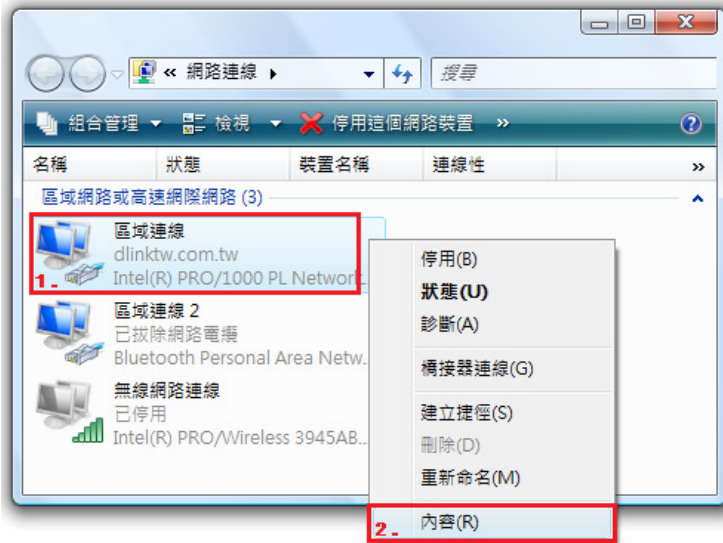 « 網路連線
搜尋
組合管理 檢視 停用這個網路裝置 »
名稱 狀態 裝置名稱 連線性 »
區域網路或高速網際網路 (3)
區域連線
dlinktw.com.tw
1. Intel(R) PRO/1000 PL Network...
區域連線 2
已拔除網路電纜
Bluetooth Personal Area Netw...
無線網路連線
已停用
Intel(R) PRO/Wireless 3945AB...
停用(B)
狀態(U)
診斷(A)
橋接器連線(G)
建立捷徑(S)
刪除(D)
重新命名(M)
2. 內容(R)